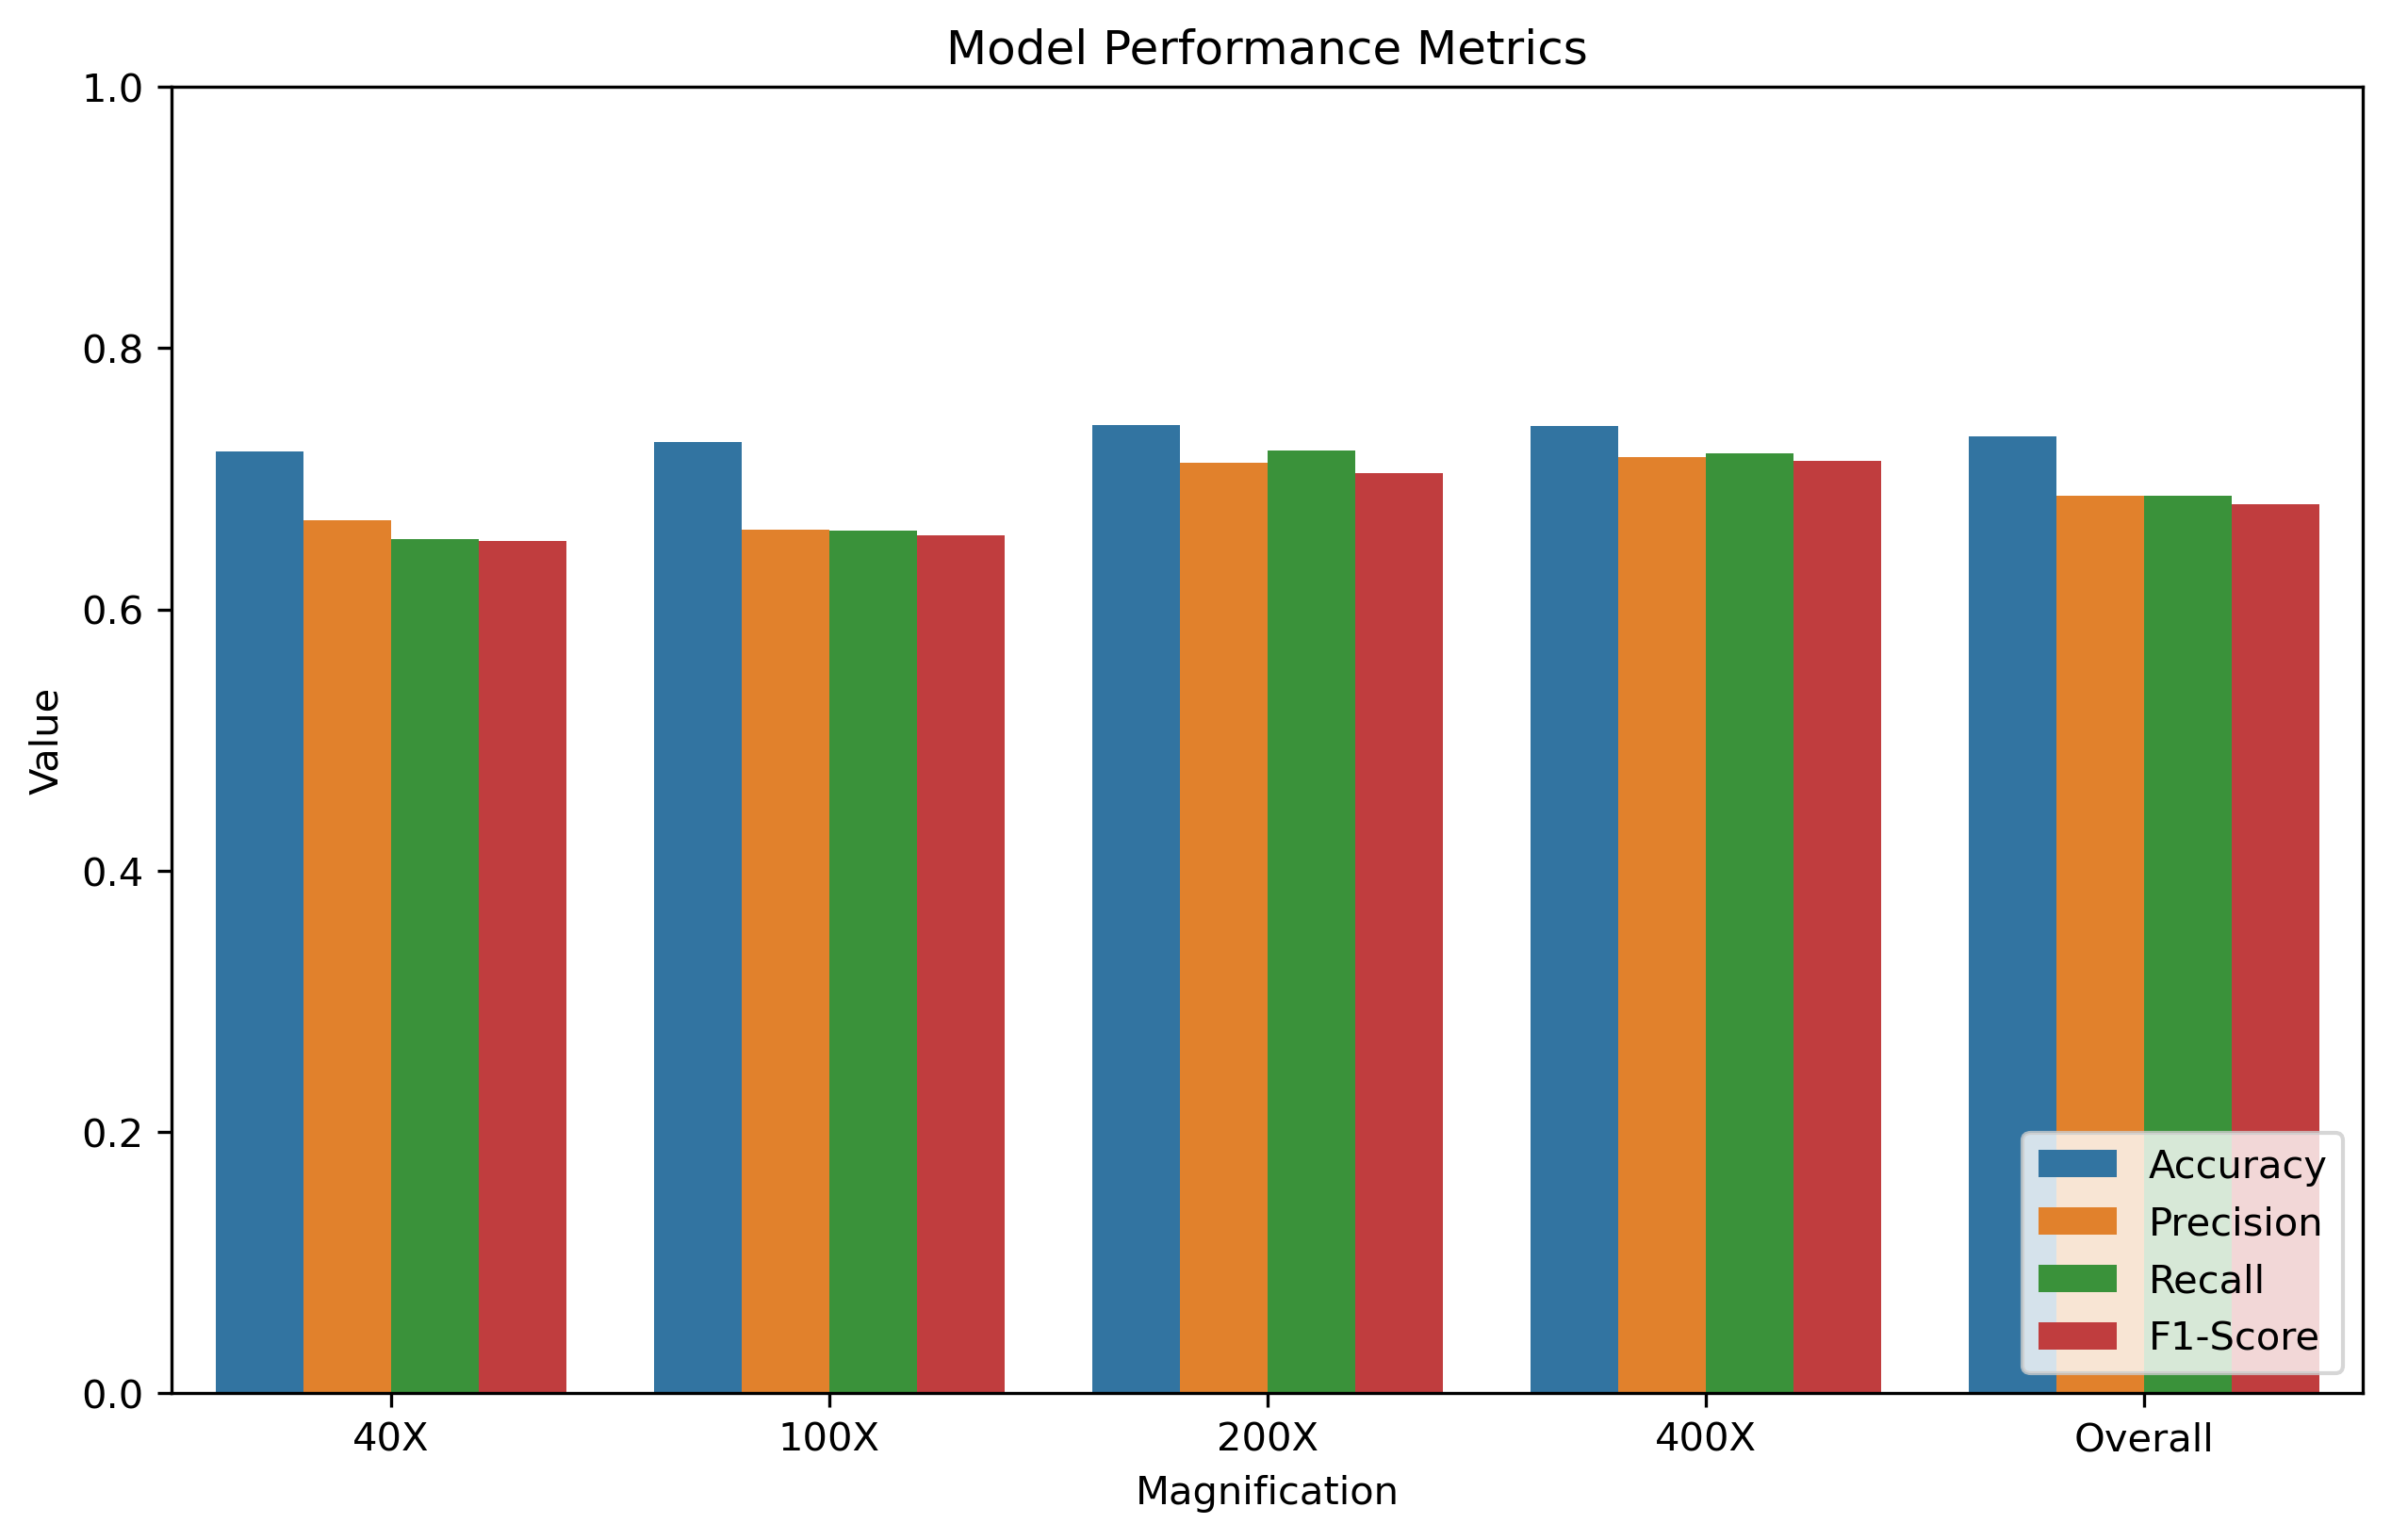 Model Performance Metrics
1.0
0.8
0.6
0.4
0.2
0.0
Value
40X
100X
200X
400X
Overall
Magnification
Accuracy
Precision
Recall
F1-Score